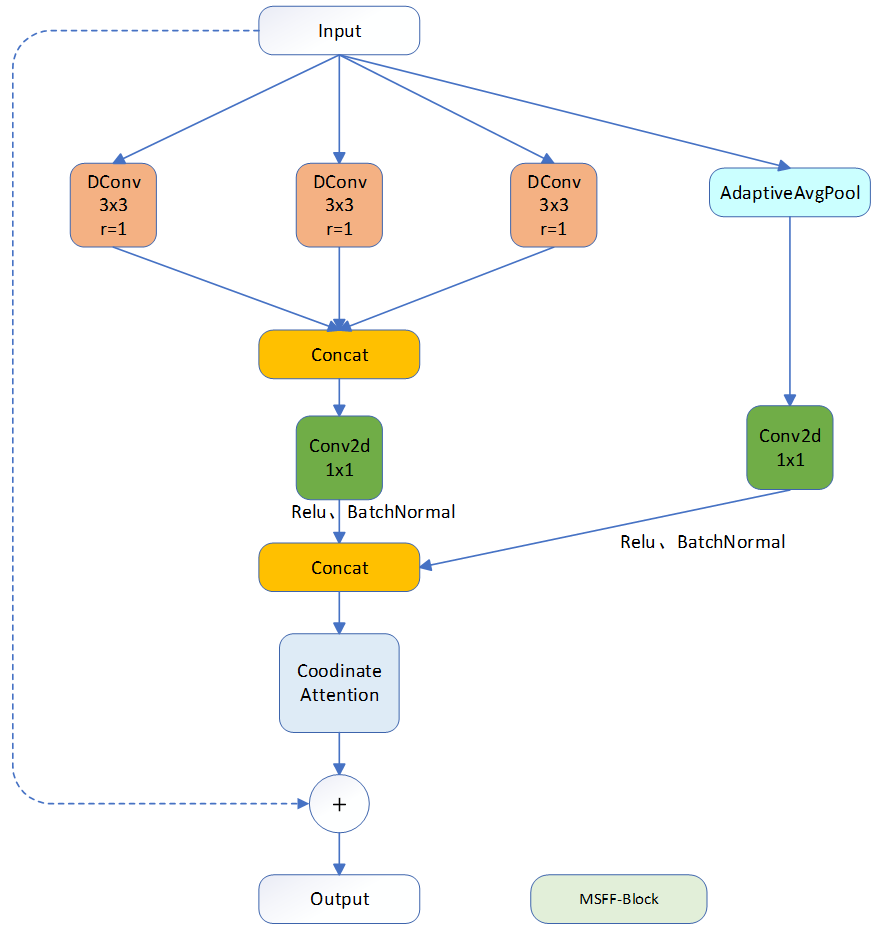 Input
DConv
3x3
r=1
DConv
3x3
r=1
DConv
3x3
r=1
AdaptiveAvgPool
Concat
Conv2d
1x1
Conv2d
1x1
Relu、BatchNormal
Relu、BatchNormal
Concat
Coodinate
Attention
+
Output
MSFF-Block